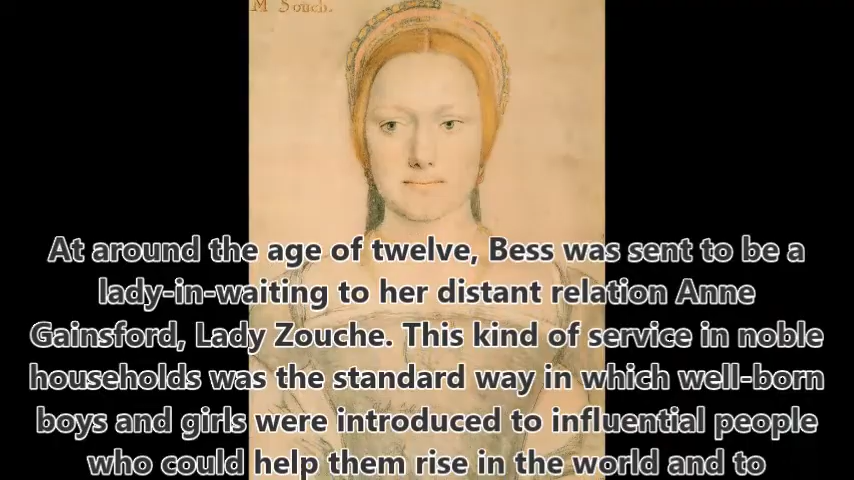 M Souch.
At around the age of twelve, Bess was sent to be a
lady-in-waiting to her distant relation Anne
Gainsford, Lady Zouche. This kind of service in noble
households was the standard way in which well-born
boys and girls were introduced to influential people
who could help them rise in the world and to